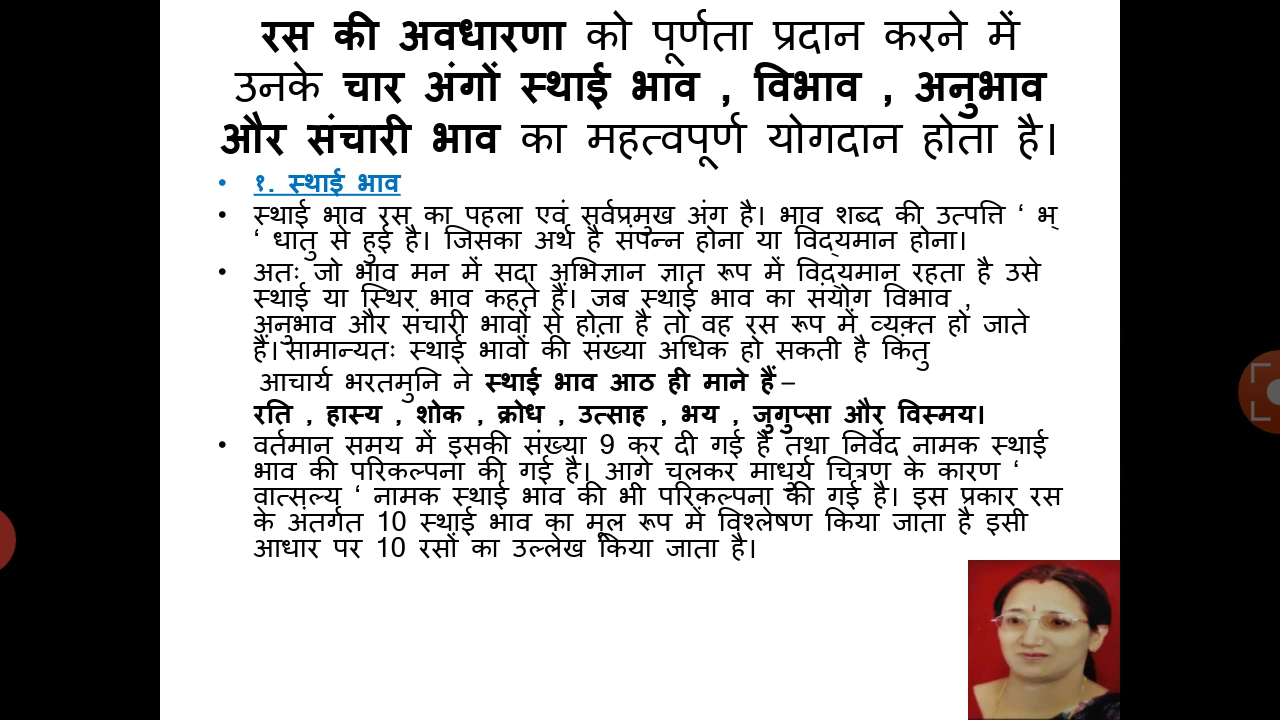 रस की अवधारणा को पूर्णता प्रदान करने में
उनके चार अंगों स्थाई भाव , विभाव , अनुभाव
और संचारी भाव का महत्वपूर्ण योगदान होता है।
• १. स्थाई भाव
• स्थाई भाव रस का पहला एवं सर्वप्रमुख अंग है। भाव शब्द की उत्पत्ति ‘ भ्
‘ धातु से हुई है। जिसका अर्थ है संपन्न होना या विद्यमान होना।
• अतः जो भाव मन में सदा अभिज्ञान ज्ञात रूप में विद्यमान रहता है उसे
स्थाई या स्थिर भाव कहते हैं। जब स्थाई भाव का संयोग विभाव ,
अनुभाव और संचारी भावों से होता है तो वह रस रूप में व्यक्त हो जाते
हैं। सामान्यतः स्थाई भावों की संख्या अधिक हो सकती है किंतु
आचार्य भरतमुनि ने स्थाई भाव आठ ही माने हैं –
रति , हास्य , शोक , क्रोध , उत्साह , भय , जुगुप्सा और विस्मय।
• वर्तमान समय में इसकी संख्या 9 कर दी गई है तथा निर्वेद नामक स्थाई
भाव की परिकल्पना की गई है। आगे चलकर माधुर्य चित्रण के कारण ‘
वात्सल्य ‘ नामक स्थाई भाव की भी परिकल्पना की गई है। इस प्रकार रस
के अंतर्गत 10 स्थाई भाव का मूल रूप में विश्लेषण किया जाता है इसी
आधार पर 10 रसों का उल्लेख किया जाता है।